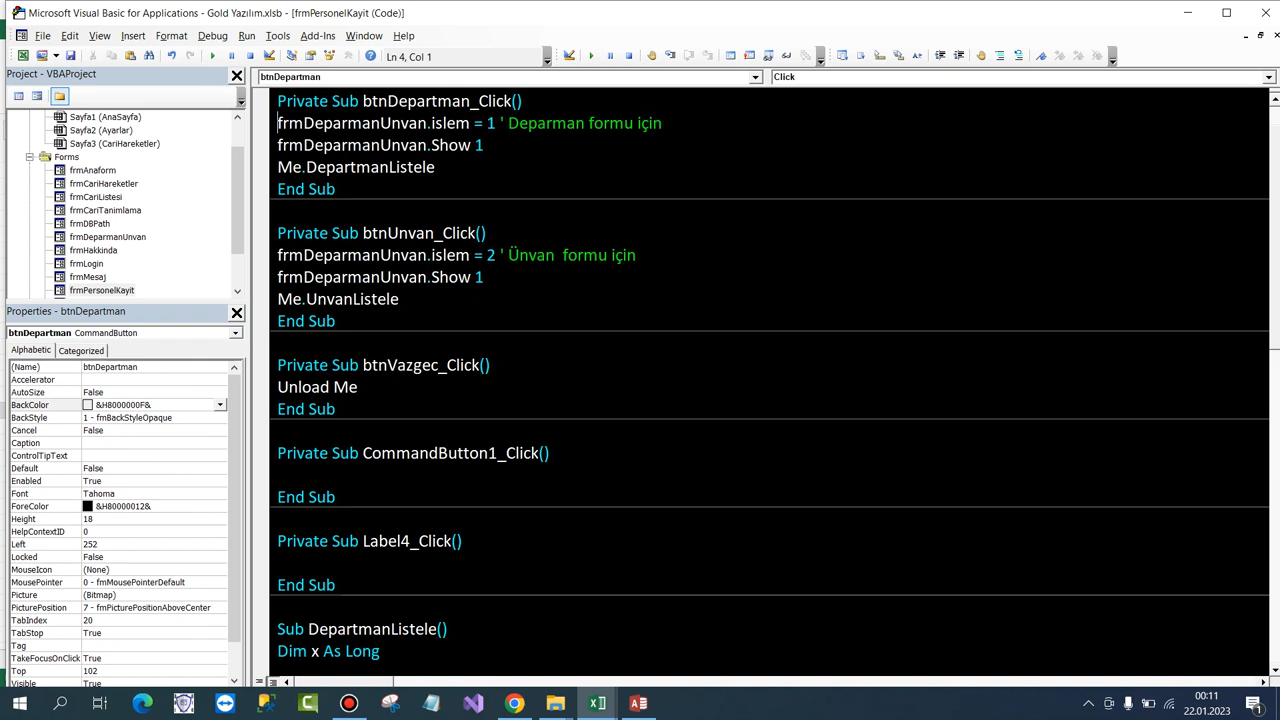 Microsoft Visual Basic for Applications - Gold Yazılım.xlsb - [frmPersonelKayit (Code)]
File Edit View Insert Format Debug Run Tools Add-Ins Window Help
Ln 4, Col 1
Project - VBAProject
btnDepartman
Click
Sayfa1 (AnaSayfa)
Sayfa2 (Ayarlar)
Sayfa3 (CariHareketler)
Forms
frmAnaform
frmCariHareketler
frmCariListesi
frmCariTanimlama
frmDBPath
frmDeparmanUnvan
frmHakkinda
frmLogin
frmMesaj
frmPersonelKayit
Properties - btnDepartman
btnDepartman CommandButton
Alphabetic Categorized
(Name) btnDepartman
Accelerator
AutoSize False
BackColor &H8000000F&
BackStyle 1 - fmBackStyleOpaque
Cancel False
Caption
ControlTipText
Default False
Enabled True
Font Tahoma
ForeColor &H80000012&
Height 18
HelpContextID 0
Left 252
Locked False
MouseIcon (None)
MousePointer 0 - fmMousePointerDefault
Picture (Bitmap)
PicturePosition 7 - fmPicturePositionAboveCenter
TabIndex 20
TabStop True
Tag
TakeFocusOnClick True
Top 102
Visible True
Private Sub btnDepartman_Click()
frmDeparmanUnvan.islem = 1 ' Deparman formu için
frmDeparmanUnvan.Show 1
Me.DepartmanListele
End Sub
Private Sub btnUnvan_Click()
frmDeparmanUnvan.islem = 2 ' Ünvan  formu için
frmDeparmanUnvan.Show 1
Me.UnvanListele
End Sub
Private Sub btnVazgec_Click()
Unload Me
End Sub
Private Sub CommandButton1_Click()
End Sub
Private Sub Label4_Click()
End Sub
Sub DepartmanListele()
Dim x As Long
00:11
22.01.2023